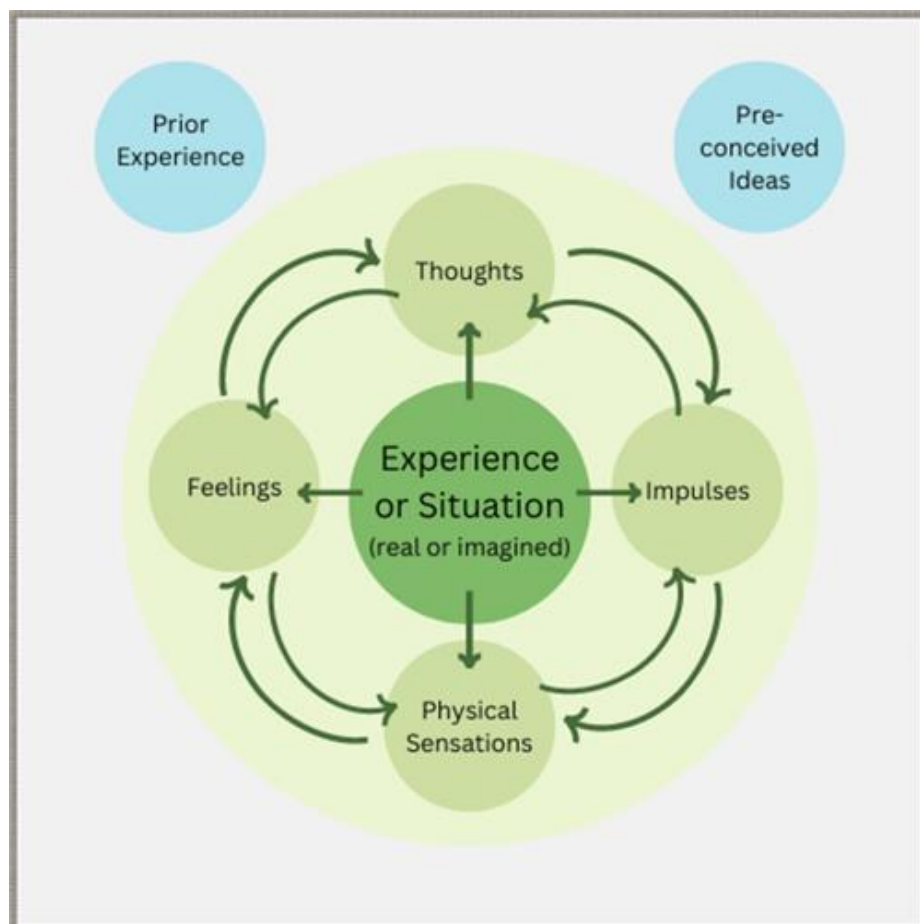 Prior
Experience
Pre-
conceived
Ideas
Thoughts
Feelings
Experience
or Situation
(real or imagined)
Impulses
Physical
Sensations